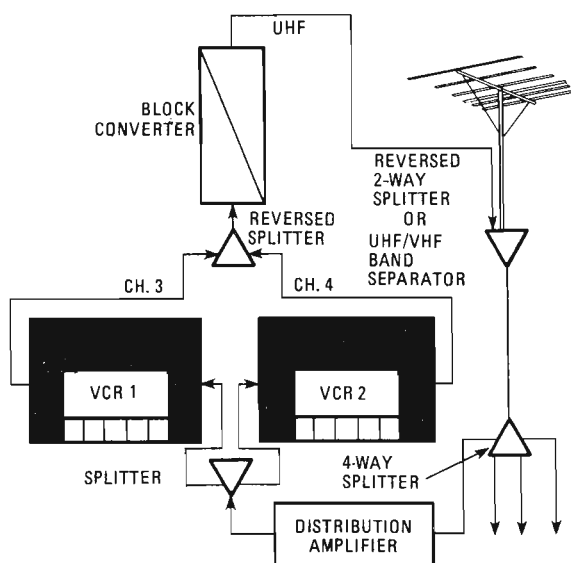 UHF
BLOCK
CONVERTER
REVERSED
2-WAY
SPLITTER
OR
UHF/VHF
BAND
SEPARATOR
REVERSED
SPLITTER
CH. 3
CH. 4
VCR 1
VCR 2
SPLITTER
4-WAY
SPLITTER
DISTRIBUTION
AMPLIFIER